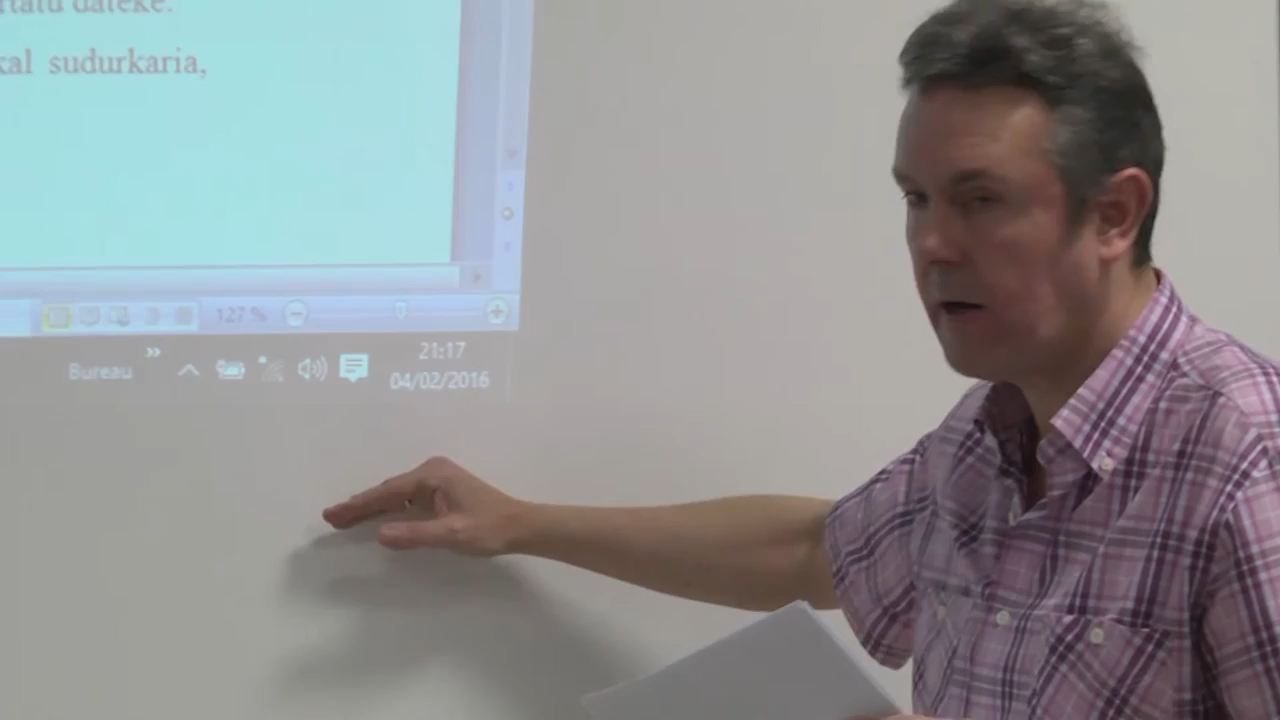 dateke.
sudurkaria,
127 %
Bureau
21:17
04/02/2016